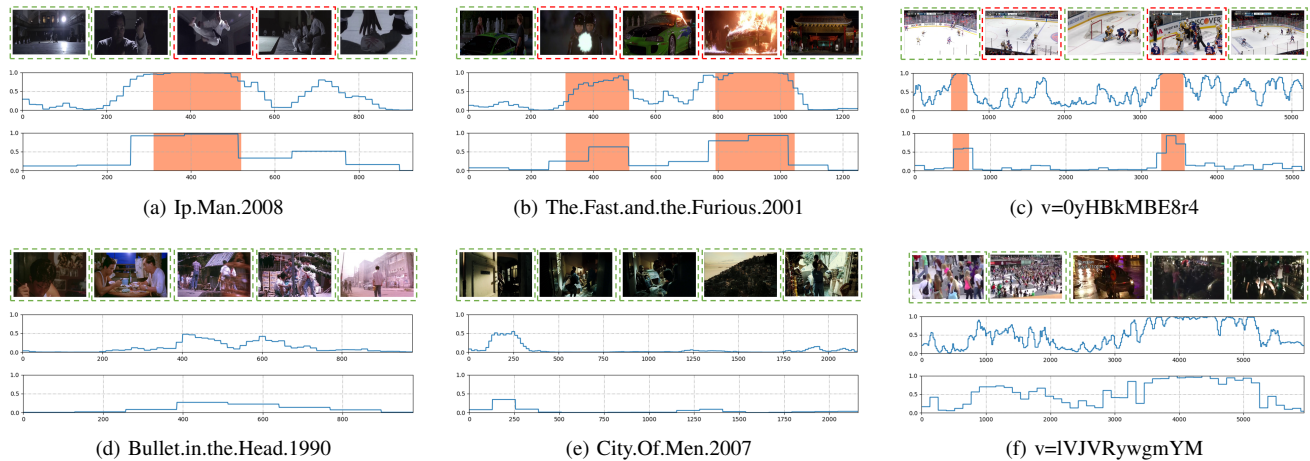 1.0
0.5
0.0
0 200 400 600 800
1.0
0.5
0.0
0 200 400 600 800
(a) Ip.Man.2008
1.0
0.5
0.0
0 200 400 600 800 1000 1200
1.0
0.5
0.0
0 200 400 600 800 1000 1200
(b) The.Fast.and.the.Furious.2001
DISCOVER
1.0
0.5
0.0
0 1000 2000 3000 4000 5000
1.0
0.5
0.0
0 1000 2000 3000 4000 5000
(c) v=0yHBkMBE8r4
1.0
0.5
0.0
0 200 400 600 800
1.0
0.5
0.0
0 200 400 600 800
(d) Bullet.in.the.Head.1990
1.0
0.5
0.0
0 250 500 750 1000 1250 1500 1750 2000
1.0
0.5
0.0
0 250 500 750 1000 1250 1500 1750 2000
(e) City.Of.Men.2007
1.0
0.5
0.0
0 1000 2000 3000 4000 5000
1.0
0.5
0.0
0 1000 2000 3000 4000 5000
(f) v=lVJVRywgmYM